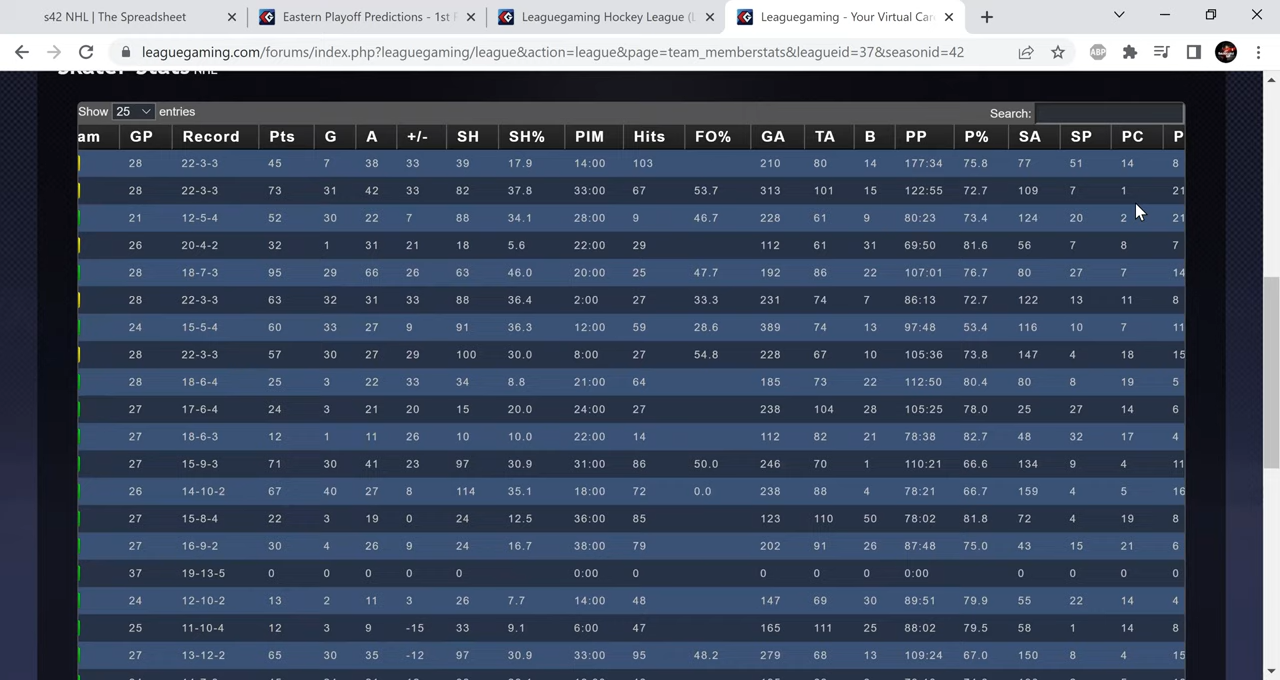 s42 NHL | The Spreadsheet
Eastern Playoff Predictions - 1st
Leaguegaming Hockey League (
Leaguegaming - Your Virtual Car
leaguegaming.com/forums/index.php?leaguegaming/league&action=league&page=team_memberstats&leagueid=37&seasonid=42
ABP
Skater Stats NHL
Show 25 entries Search:
am GP Record Pts G A +/- SH SH% PIM Hits FO% GA TA B PP P% SA SP PC P
28 22-3-3 45 7 38 33 39 17.9 14:00 103 210 80 14 177:34 75.8 77 51 14 8
28 22-3-3 73 31 42 33 82 37.8 33:00 67 53.7 313 101 15 122:55 72.7 109 7 1 21
21 12-5-4 52 30 22 7 88 34.1 28:00 9 46.7 228 61 9 80:23 73.4 124 20 2 21
26 20-4-2 32 1 31 21 18 5.6 22:00 29 112 61 31 69:50 81.6 56 7 8 7
28 18-7-3 95 29 66 26 63 46.0 20:00 25 47.7 192 86 22 107:01 76.7 80 27 7 14
28 22-3-3 63 32 31 33 88 36.4 2:00 27 33.3 231 74 7 86:13 72.7 122 13 11 8
24 15-5-4 60 33 27 9 91 36.3 12:00 59 28.6 389 74 13 97:48 53.4 116 10 7 11
28 22-3-3 57 30 27 29 100 30.0 8:00 27 54.8 228 67 10 105:36 73.8 147 4 18 15
28 18-6-4 25 3 22 33 34 8.8 21:00 64 185 73 22 112:50 80.4 80 8 19 5
27 17-6-4 24 3 21 20 15 20.0 24:00 27 238 104 28 105:25 78.0 25 27 14 6
27 18-6-3 12 1 11 26 10 10.0 22:00 14 112 82 21 78:38 82.7 48 32 17 4
27 15-9-3 71 30 41 23 97 30.9 31:00 86 50.0 246 70 1 110:21 66.6 134 9 4 11
26 14-10-2 67 40 27 8 114 35.1 18:00 72 0.0 238 88 4 78:21 66.7 159 4 5 16
27 15-8-4 22 3 19 0 24 12.5 36:00 85 123 110 50 78:02 81.8 72 4 19 8
27 16-9-2 30 4 26 9 24 16.7 38:00 79 202 91 26 87:48 75.0 43 15 21 6
37 19-13-5 0 0 0 0 0 0:00 0 0 0 0 0:00 0 0 0 0
24 12-10-2 13 2 11 3 26 7.7 14:00 48 147 69 30 89:51 79.9 55 22 14 4
25 11-10-4 12 3 9 -15 33 9.1 6:00 47 165 111 25 88:02 79.5 58 1 14 8
27 13-12-2 65 30 35 -12 97 30.9 33:00 95 48.2 279 68 13 109:24 67.0 150 8 4 15